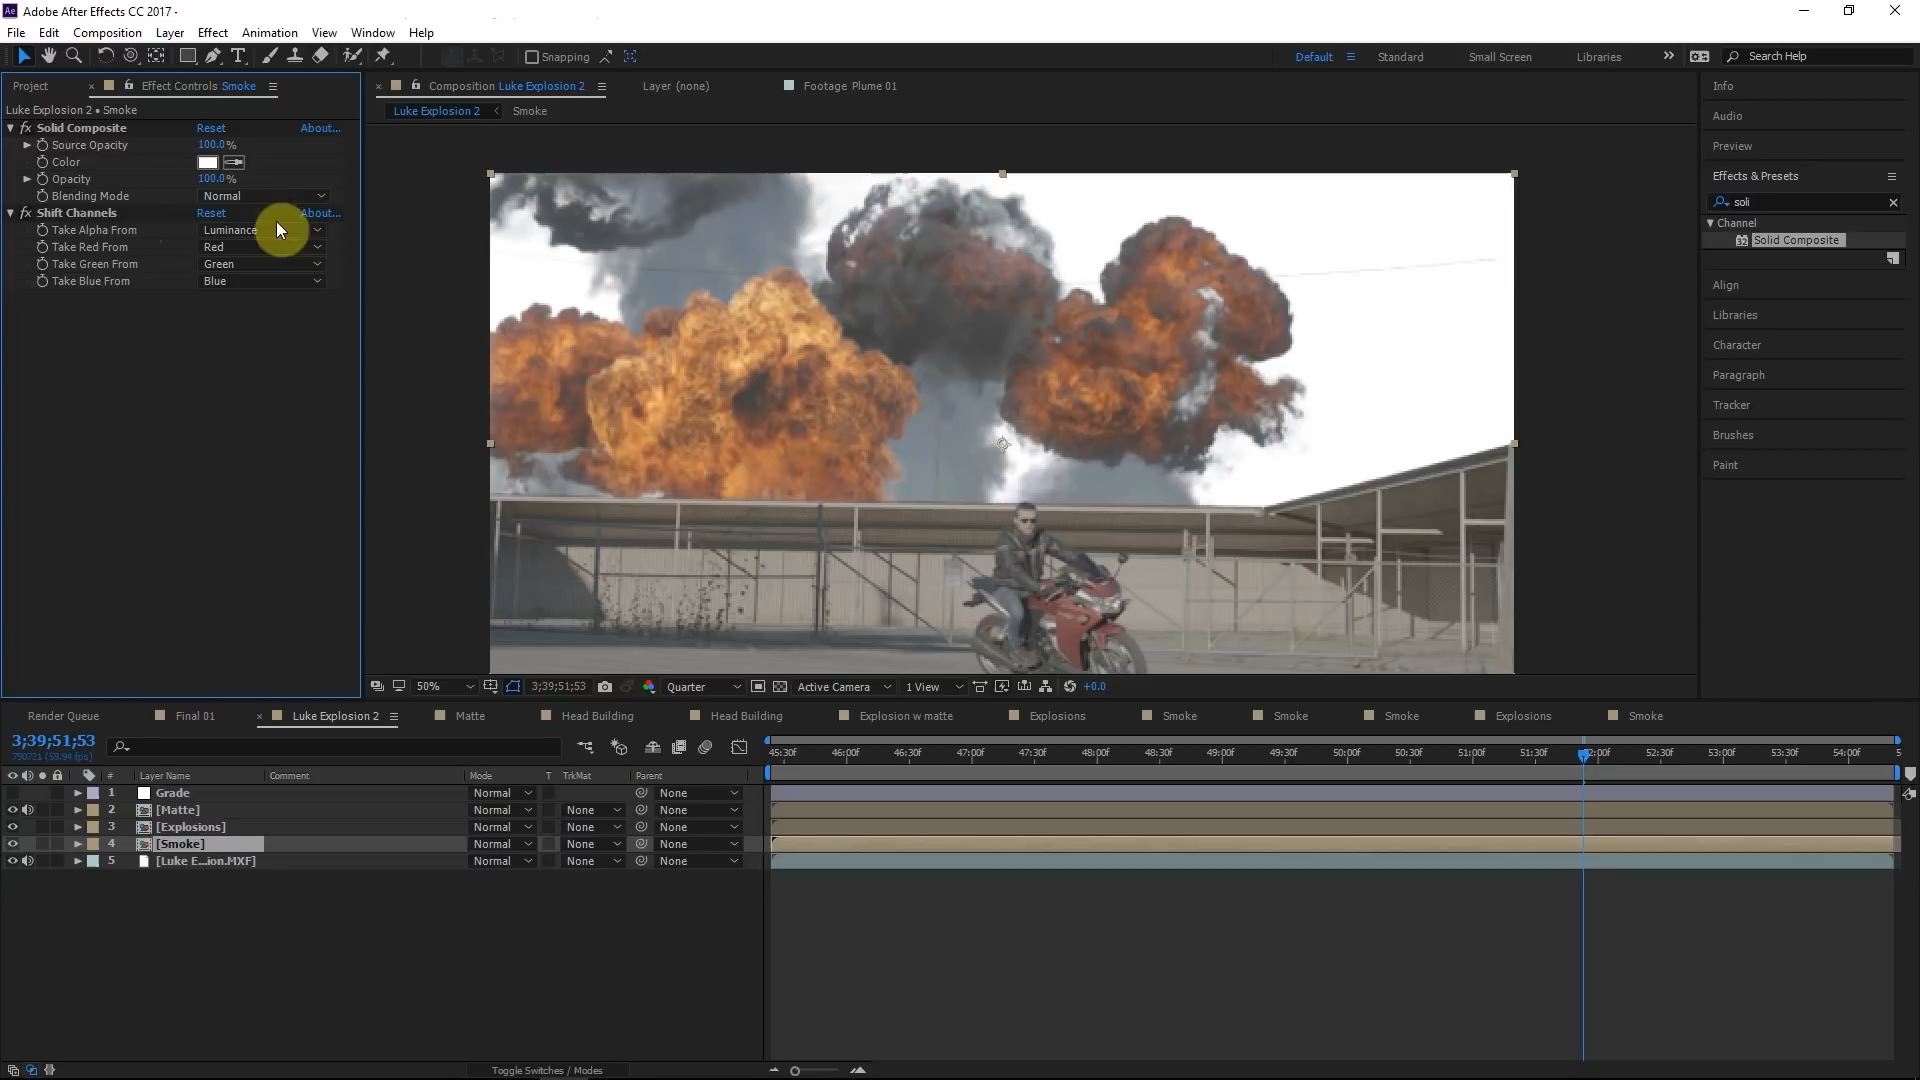 Adobe After Effects CC 2017 -
File Edit Composition Layer Effect Animation View Window Help
Snapping Default Standard Small Screen Libraries Search Help
Project Effect Controls Smoke
Luke Explosion 2 • Smoke
fx Solid Composite Reset About...
Source Opacity 100.0 %
Color
Opacity 100.0 %
Blending Mode Normal
fx Shift Channels Reset About...
Take Alpha From Luminance
Take Red From Red
Take Green From Green
Take Blue From Blue
Composition Luke Explosion 2 Layer (none) Footage Plume 01
Luke Explosion 2 Smoke
50% 3;39;51;53 Quarter Active Camera 1 View +0.0
Info
Audio
Preview
Effects & Presets
soli
Channel
32 Solid Composite
Align
Libraries
Character
Paragraph
Tracker
Brushes
Paint
Render Queue Final 01 Luke Explosion 2 Matte Head Building Head Building Explosion w matte Explosions Smoke Smoke Smoke Explosions Smoke
3;39;51;53
790721 (59.94 fps)
45:30f 46:00f 46:30f 47:00f 47:30f 48:00f 48:30f 49:00f 49:30f 50:00f 50:30f 51:00f 51:30f 52:00f 52:30f 53:00f 53:30f 54:00f 5
# Layer Name Comment Mode T TrkMat Parent
1 Grade Normal None
2 [Matte] Normal None None
3 [Explosions] Normal None None
4 [Smoke] Normal None None
5 [Luke E...ion.MXF] Normal None None
Toggle Switches / Modes